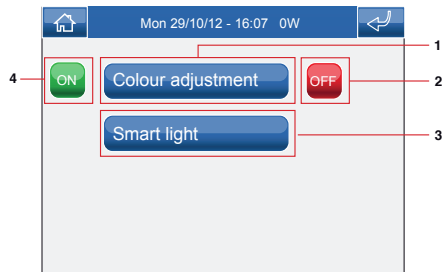 Mon 29/10/12 - 16:07 0W
1
4 ON Colour adjustment OFF 2
Smart light 3